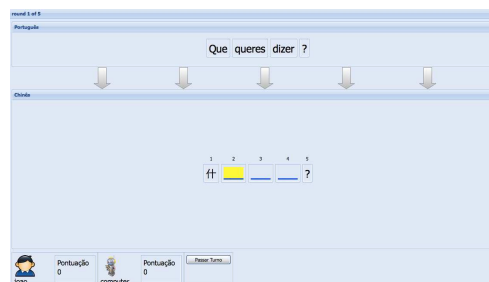 round 1 of 5
Português
Que queres dizer ?
Chinês
1 2 3 4 5
什 ?
Pontuação Pontuação Passar Turno
0 0
computer